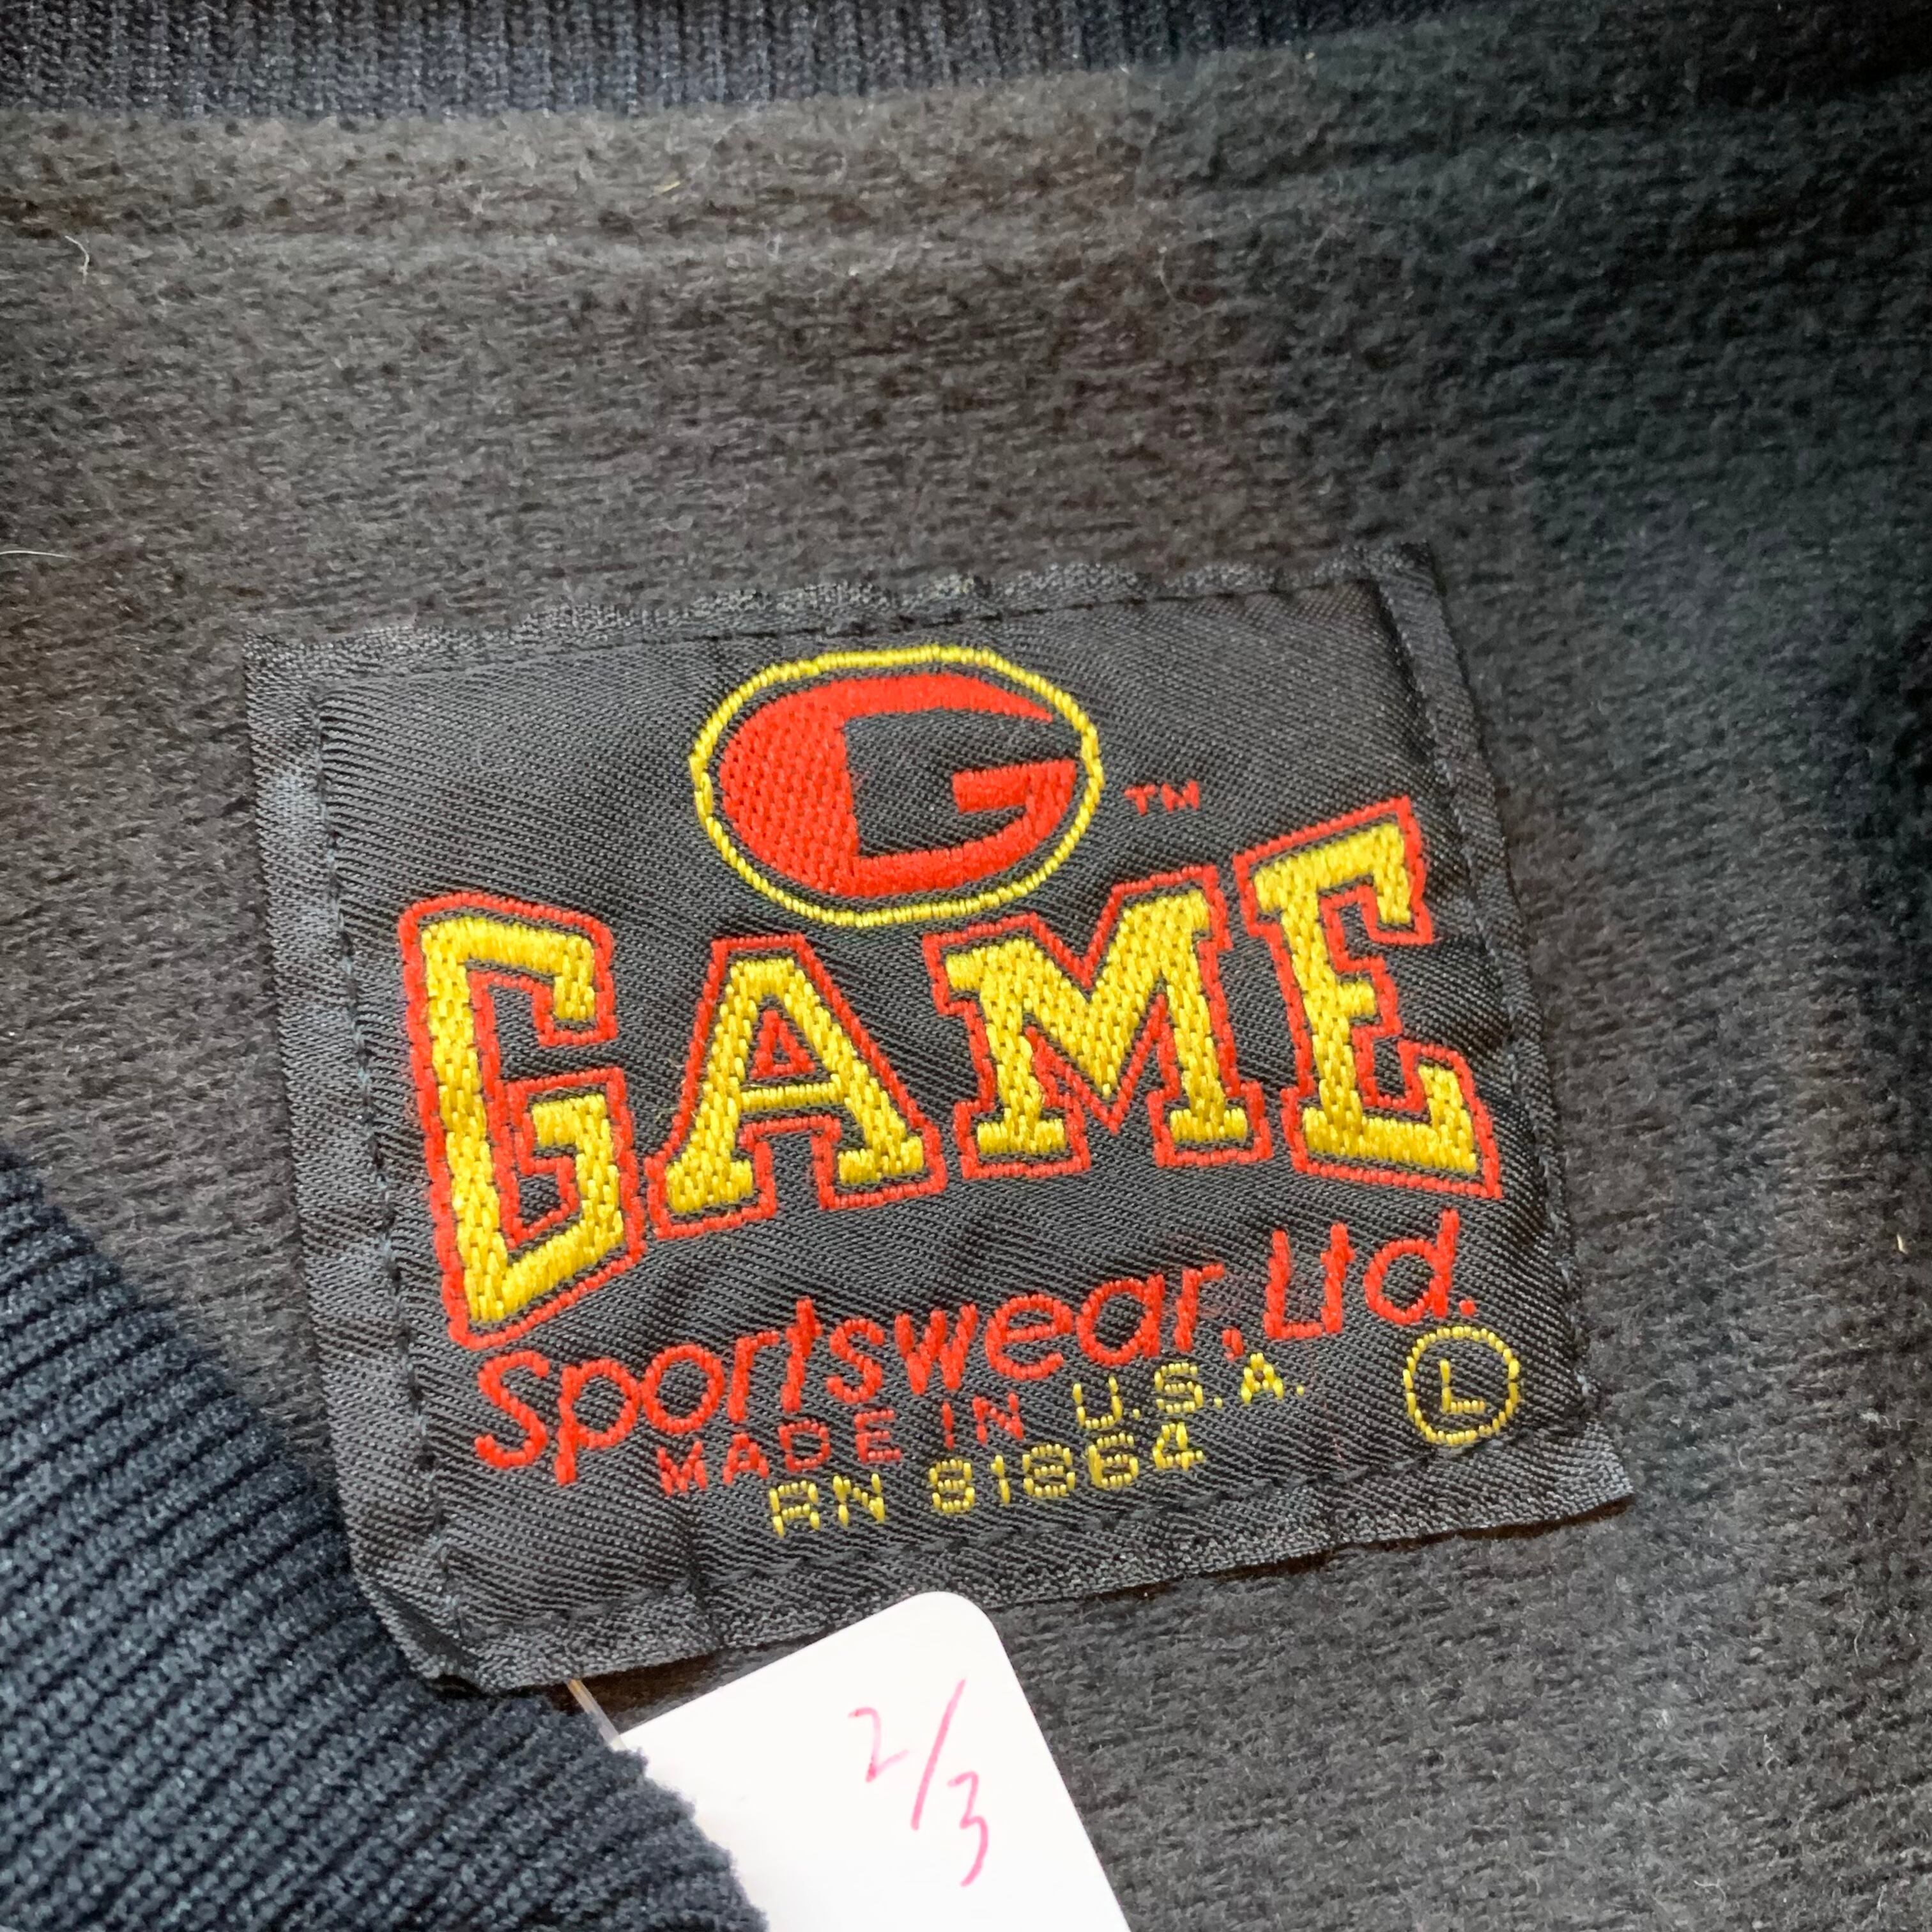 G ™
GAME
Sportswear, Ltd.
MADE IN U.S.A. L
RN 81864
2/3